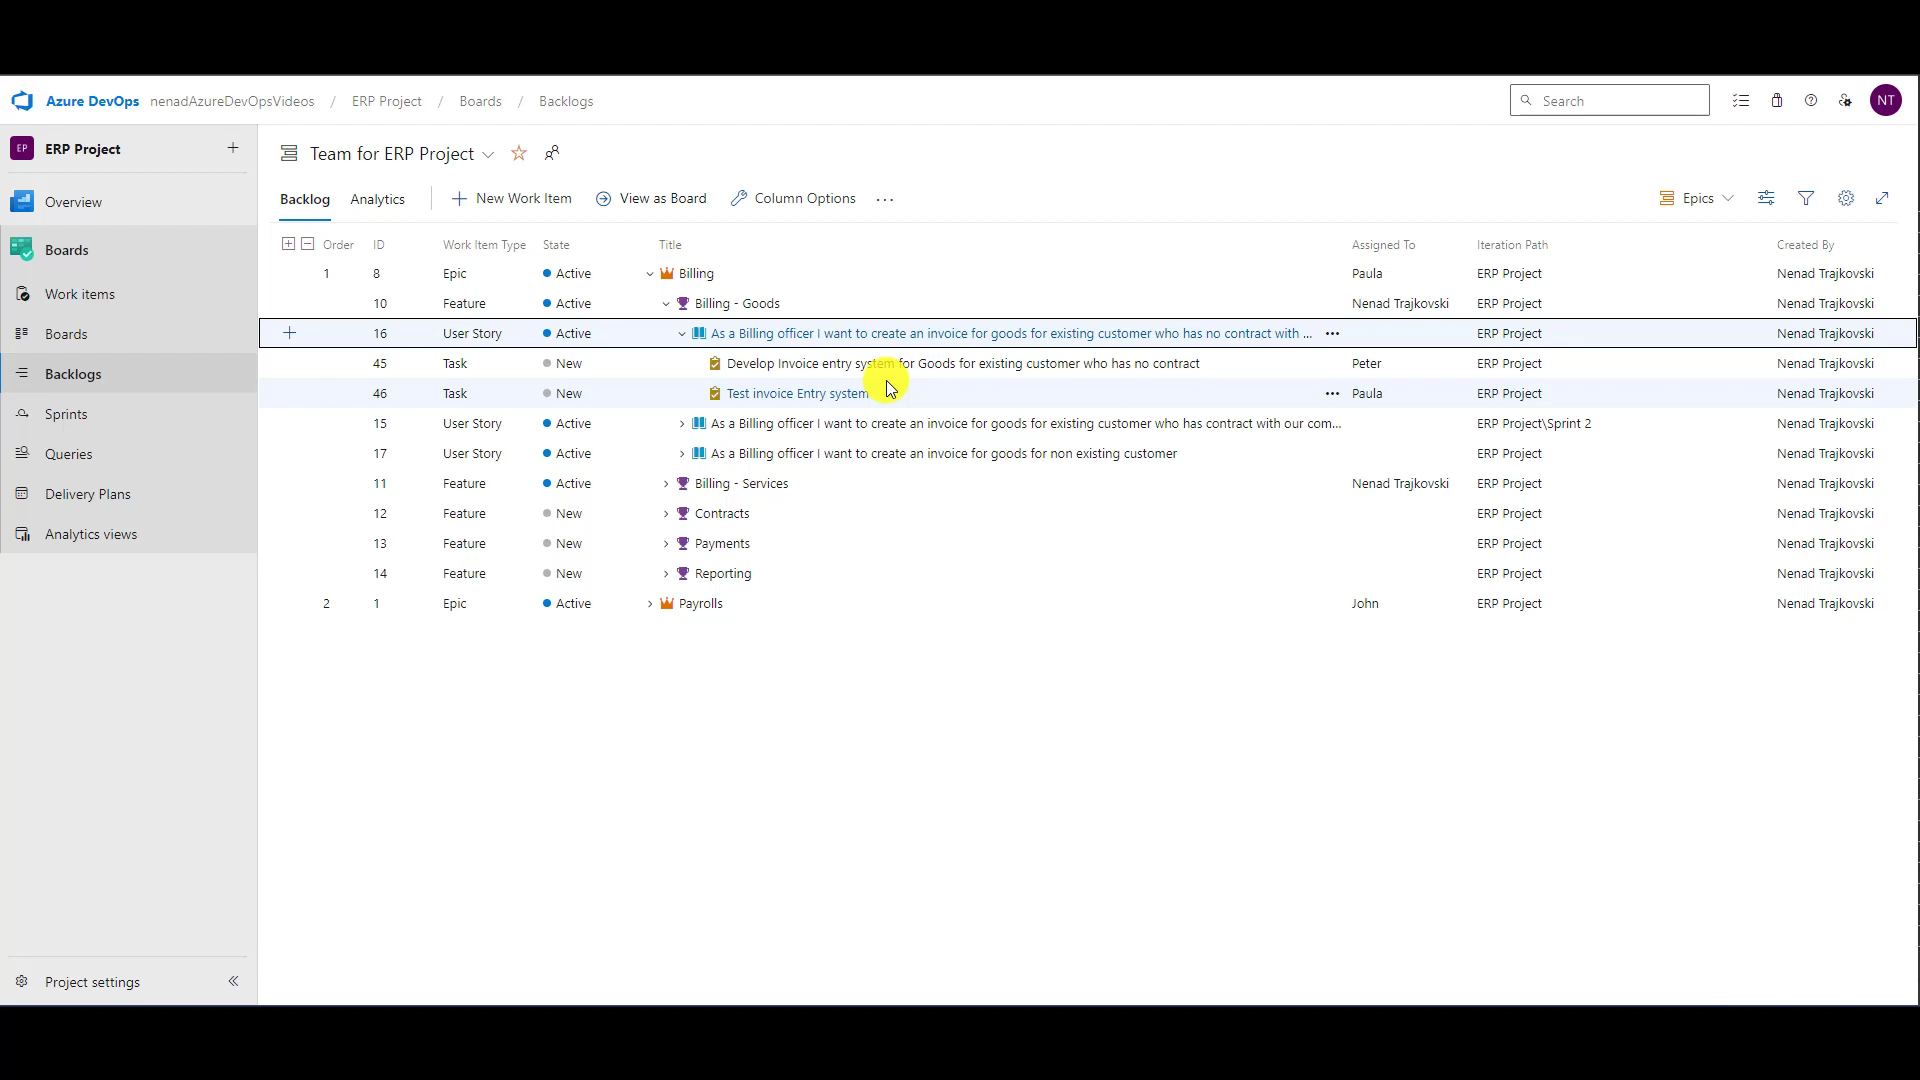 Azure DevOps nenadAzureDevOpsVideos / ERP Project / Boards / Backlogs Search NT
EP ERP Project
Overview
Boards
Work items
Boards
Backlogs
Sprints
Queries
Delivery Plans
Analytics views
Project settings
Team for ERP Project
Backlog Analytics New Work Item View as Board Column Options ... Epics
Order ID Work Item Type State Title Assigned To Iteration Path Created By
1 8 Epic Active Billing Paula ERP Project Nenad Trajkovski
10 Feature Active Billing - Goods Nenad Trajkovski ERP Project Nenad Trajkovski
16 User Story Active As a Billing officer I want to create an invoice for goods for existing customer who has no contract with ... ERP Project Nenad Trajkovski
45 Task New Develop Invoice entry system for Goods for existing customer who has no contract Peter ERP Project Nenad Trajkovski
46 Task New Test invoice Entry system Paula ERP Project Nenad Trajkovski
15 User Story Active As a Billing officer I want to create an invoice for goods for existing customer who has contract with our com... ERP Project\Sprint 2 Nenad Trajkovski
17 User Story Active As a Billing officer I want to create an invoice for goods for non existing customer ERP Project Nenad Trajkovski
11 Feature Active Billing - Services Nenad Trajkovski ERP Project Nenad Trajkovski
12 Feature New Contracts ERP Project Nenad Trajkovski
13 Feature New Payments ERP Project Nenad Trajkovski
14 Feature New Reporting ERP Project Nenad Trajkovski
2 1 Epic Active Payrolls John ERP Project Nenad Trajkovski